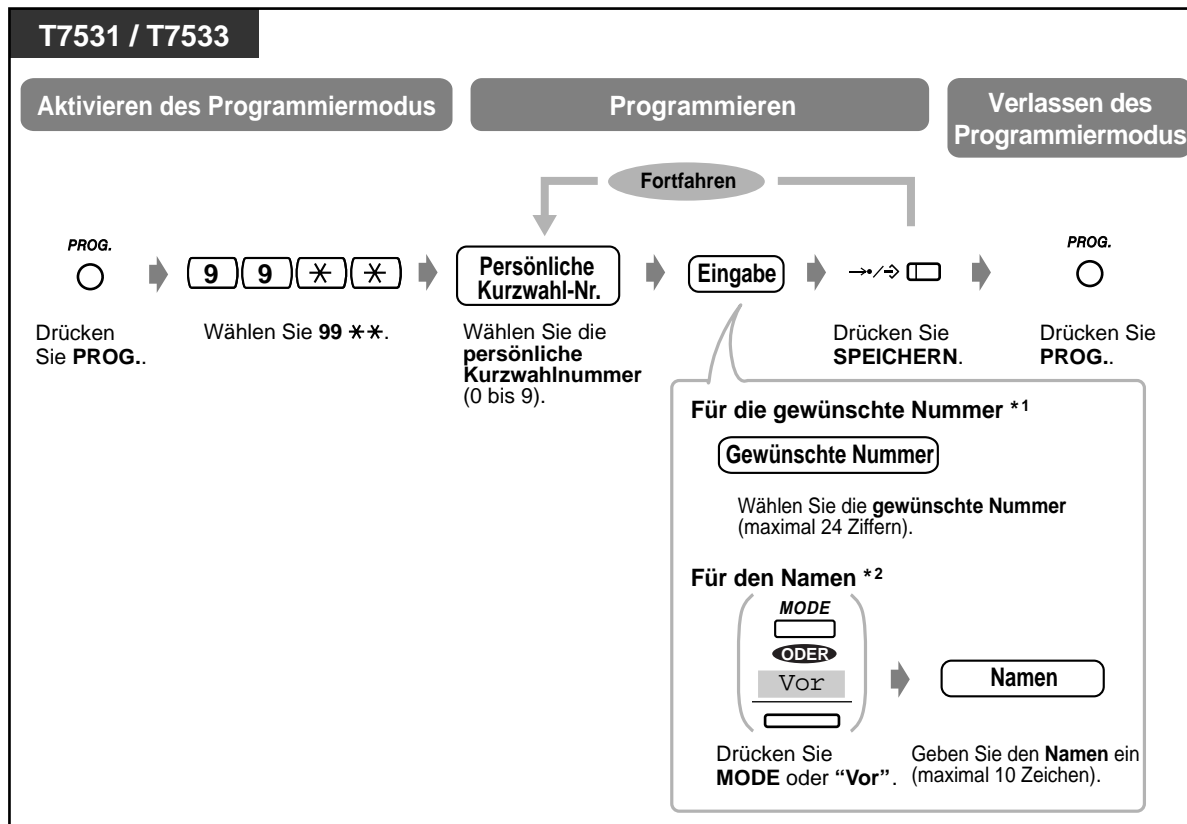 T7531 / T7533
Aktivieren des Programmiermodus
Programmieren
Verlassen des
Programmiermodus
Fortfahren
PROG.
9 9 * *
Persönliche
Kurzwahl-Nr.
Eingabe
PROG.
Drücken
Sie PROG..
Wählen Sie 99 **.
Wählen Sie die
persönliche
Kurzwahlnummer
(0 bis 9).
Drücken Sie
SPEICHERN.
Drücken Sie
PROG..
Für die gewünschte Nummer *1
Gewünschte Nummer
Wählen Sie die gewünschte Nummer
(maximal 24 Ziffern).
Für den Namen *2
MODE
ODER
Vor
Namen
Drücken Sie
MODE oder “Vor”.
Geben Sie den Namen ein
(maximal 10 Zeichen).